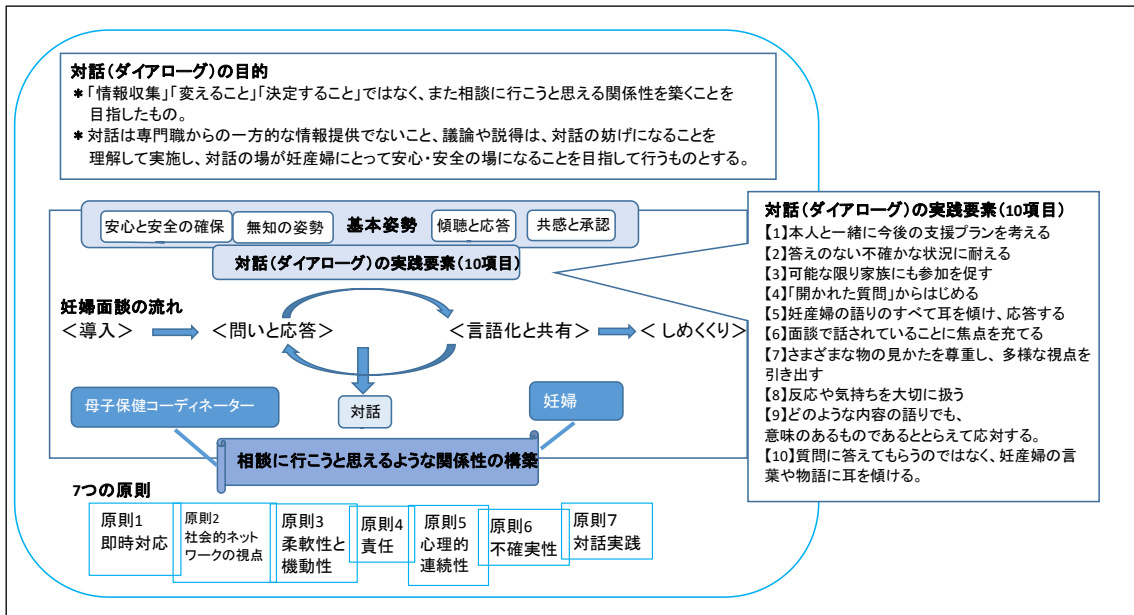 対話(ダイアローグ)の目的
＊「情報収集」「変えること」「決定すること」ではなく、また相談に行こうと思える関係性を築くことを
目指したもの。
＊対話は専門職からの一方的な情報提供でないこと、議論や説得は、対話の妨げになることを
理解して実施し、対話の場が妊産婦にとって安心・安全の場になることを目指して行うものとする。
安心と安全の確保
無知の姿勢
基本姿勢
傾聴と応答
共感と承認
対話(ダイアローグ)の実践要素(10項目)
妊婦面談の流れ
＜導入＞
＜問いと応答＞
＜言語化と共有＞
＜しめくくり＞
母子保健コーディネーター
対話
妊婦
相談に行こうと思えるような関係性の構築
7つの原則
原則1
即時対応
原則2
社会的ネット
ワークの視点
原則3
柔軟性と
機動性
原則4
責任
原則5
心理的
連続性
原則6
不確実性
原則7
対話実践
対話(ダイアローグ)の実践要素(10項目)
【1】本人と一緒に今後の支援プランを考える
【2】答えのない不確かな状況に耐える
【3】可能な限り家族にも参加を促す
【4】「開かれた質問」からはじめる
【5】妊産婦の語りのすべて耳を傾け、応答する
【6】面談で話されていることに焦点を充てる
【7】さまざまな物の見かたを尊重し、多様な視点を
引き出す
【8】反応や気持ちを大切に扱う
【9】どのような内容の語りでも、
意味のあるものであるととらえて応対する。
【10】質問に答えてもらうのではなく、妊産婦の言
葉や物語に耳を傾ける。